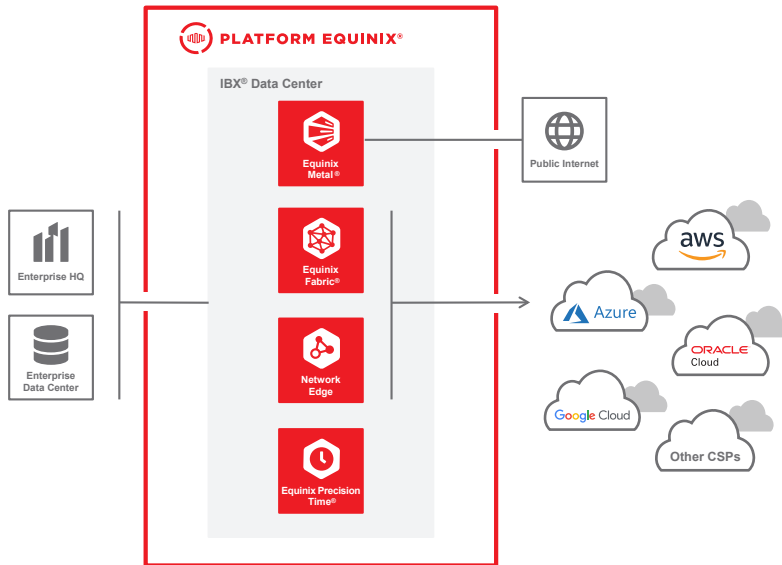 PLATFORM EQUINIX®
IBX® Data Center
Equinix
Metal®
Public Internet
Enterprise HQ
Equinix
Fabric®
aws
Azure
ORACLE
Cloud
Enterprise
Data Center
Network
Edge
Google Cloud
Other CSPs
Equinix Precision
Time®